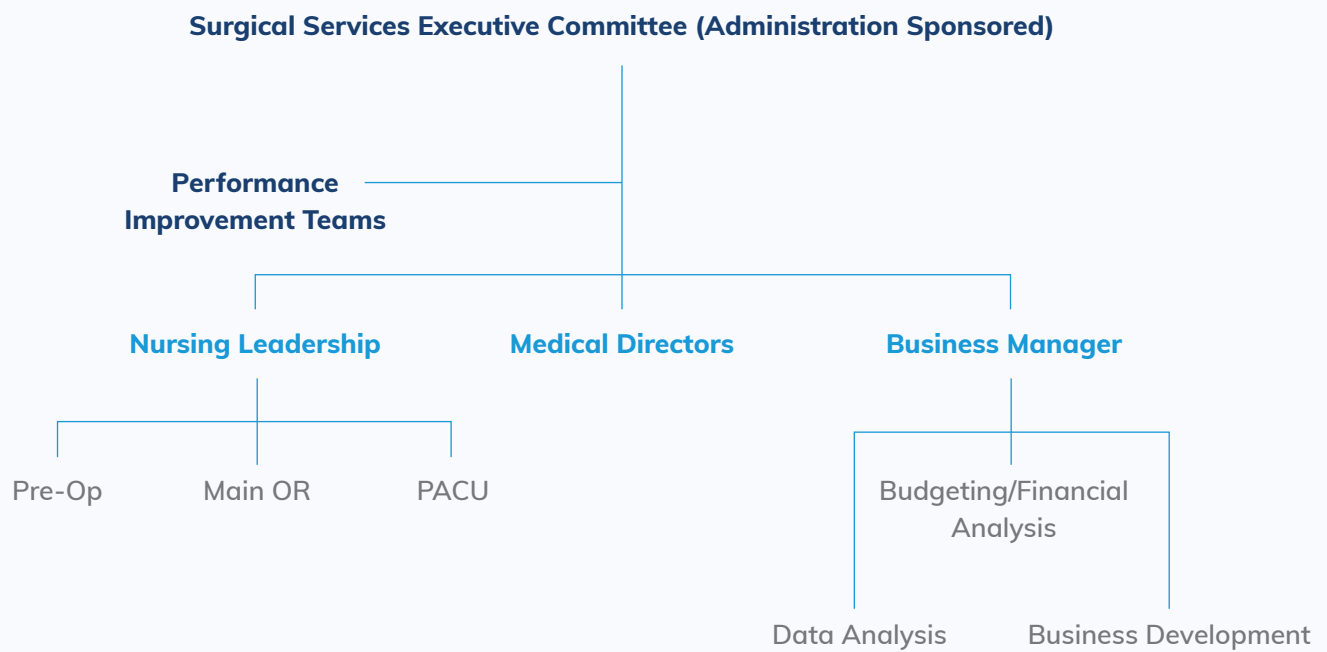 Surgical Services Executive Committee (Administration Sponsored)
Performance
Improvement Teams
Nursing Leadership
Medical Directors
Business Manager
Pre-Op
Main OR
PACU
Budgeting/Financial
Analysis
Data Analysis
Business Development